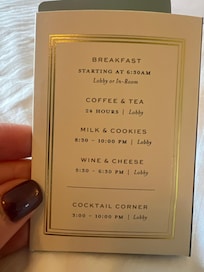 BREAKFAST
STARTING AT 6:30AM
Lobby or In-Room
COFFEE & TEA
24 HOURS | Lobby
MILK & COOKIES
8:30 - 10:00 PM | Lobby
WINE & CHEESE
5:30 - 6:30 PM | Lobby
COCKTAIL CORNER
5:00 - 10:00 PM | Lobby